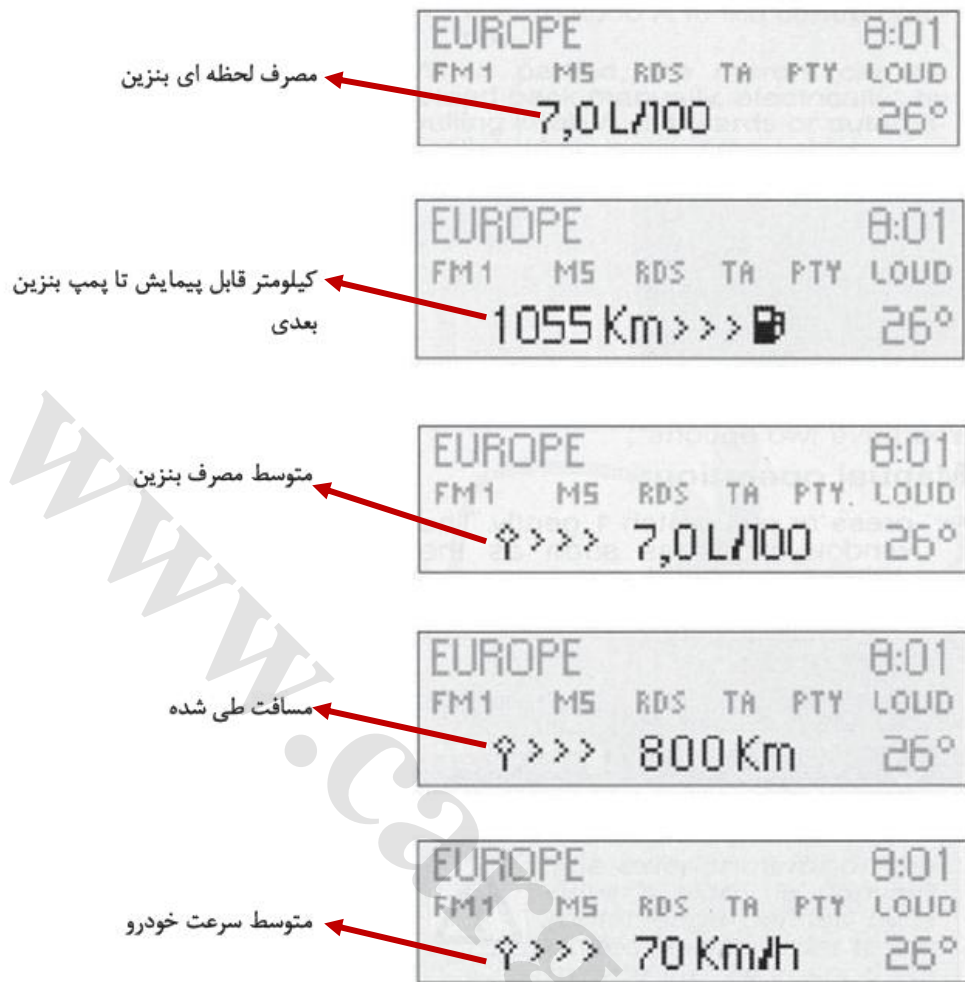 مصرف لحظه ای بنزین
EUROPE 8:01
FM1 M5 RDS TA PTY LOUD
7,0 L/100 26°
کیلومتر قابل پیمایش تا پمپ بنزین
بعدی
EUROPE 8:01
FM1 M5 RDS TA PTY LOUD
1055 Km>>> 26°
متوسط مصرف بنزین
EUROPE 8:01
FM1 M5 RDS TA PTY LOUD
>>> 7,0 L/100 26°
مسافت طی شده
EUROPE 8:01
FM1 M5 RDS TA PTY LOUD
>>> 800 Km 26°
متوسط سرعت خودرو
EUROPE 8:01
FM1 M5 RDS TA PTY LOUD
>>> 70 Km/h 26°
www.car